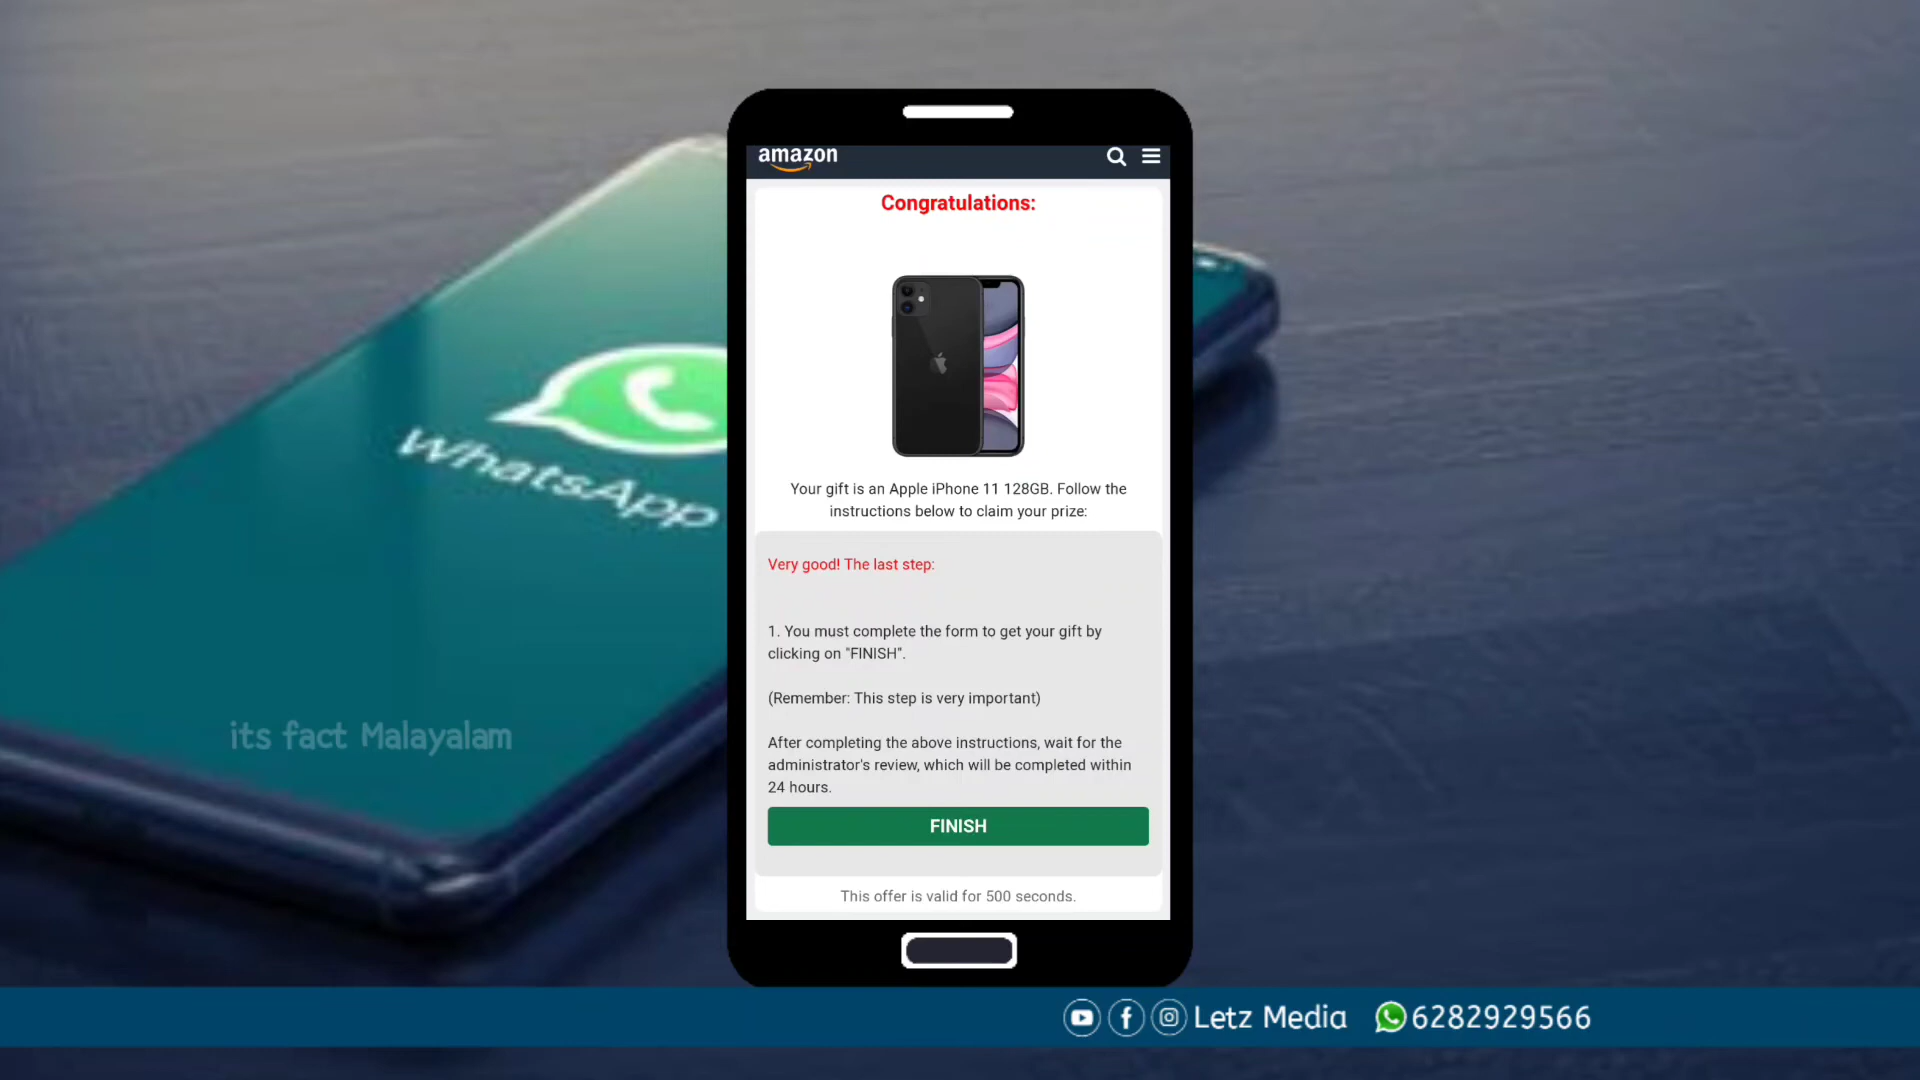 amazon
Congratulations:
Your gift is an Apple iPhone 11 128GB. Follow the
instructions below to claim your prize:
Very good! The last step:
1. You must complete the form to get your gift by
clicking on "FINISH".
(Remember: This step is very important)
After completing the above instructions, wait for the
administrator's review, which will be completed within
24 hours.
FINISH
This offer is valid for 500 seconds.
WhatsApp
its fact Malayalam
Letz Media 6282929566